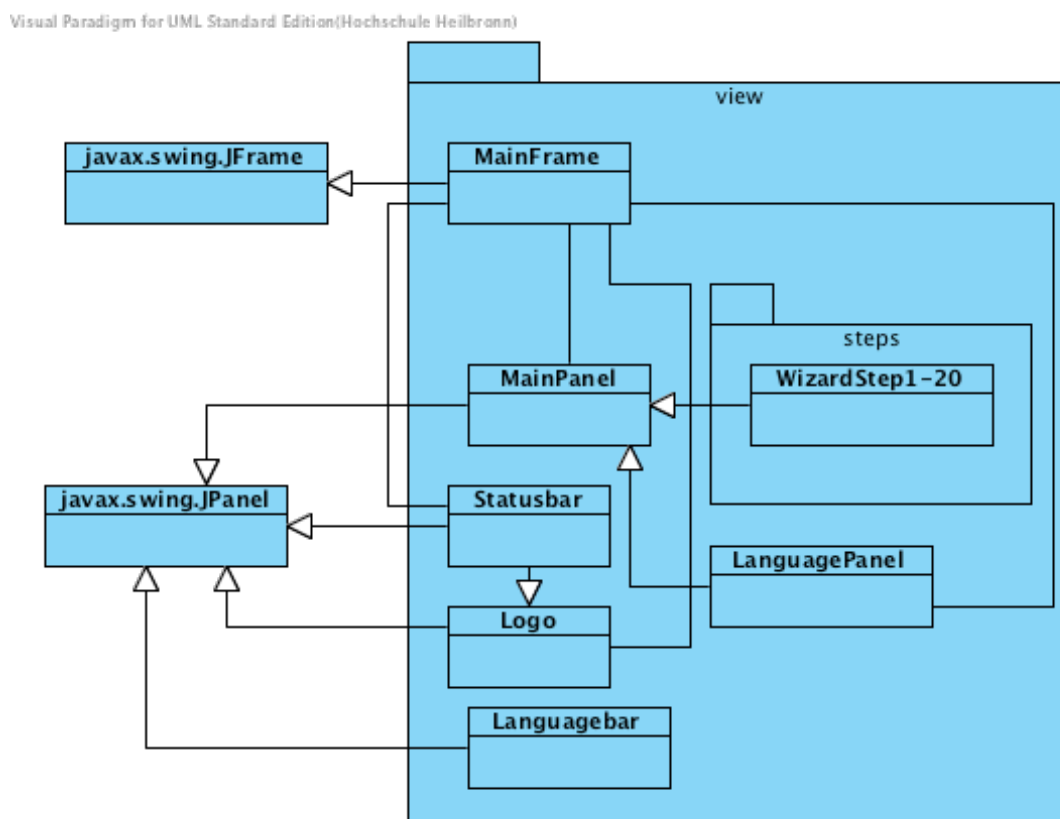 Visual Paradigm for UML Standard Edition(Hochschule Heilbronn)
view
javax.swing.JFrame
MainFrame
steps
MainPanel
WizardStep1-20
javax.swing.JPanel
Statusbar
LanguagePanel
Logo
Languagebar